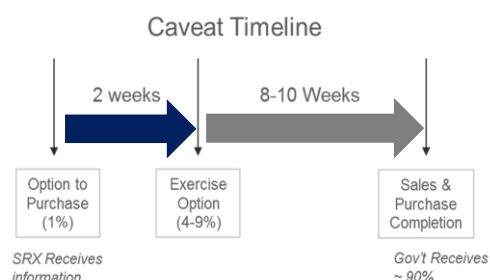 Caveat Timeline
2 weeks
8-10 Weeks
Option to
Purchase
(1%)
Exercise
Option
(4-9%)
Sales &
Purchase
Completion
SRX Receives
information
Gov't Receives
~ 90%